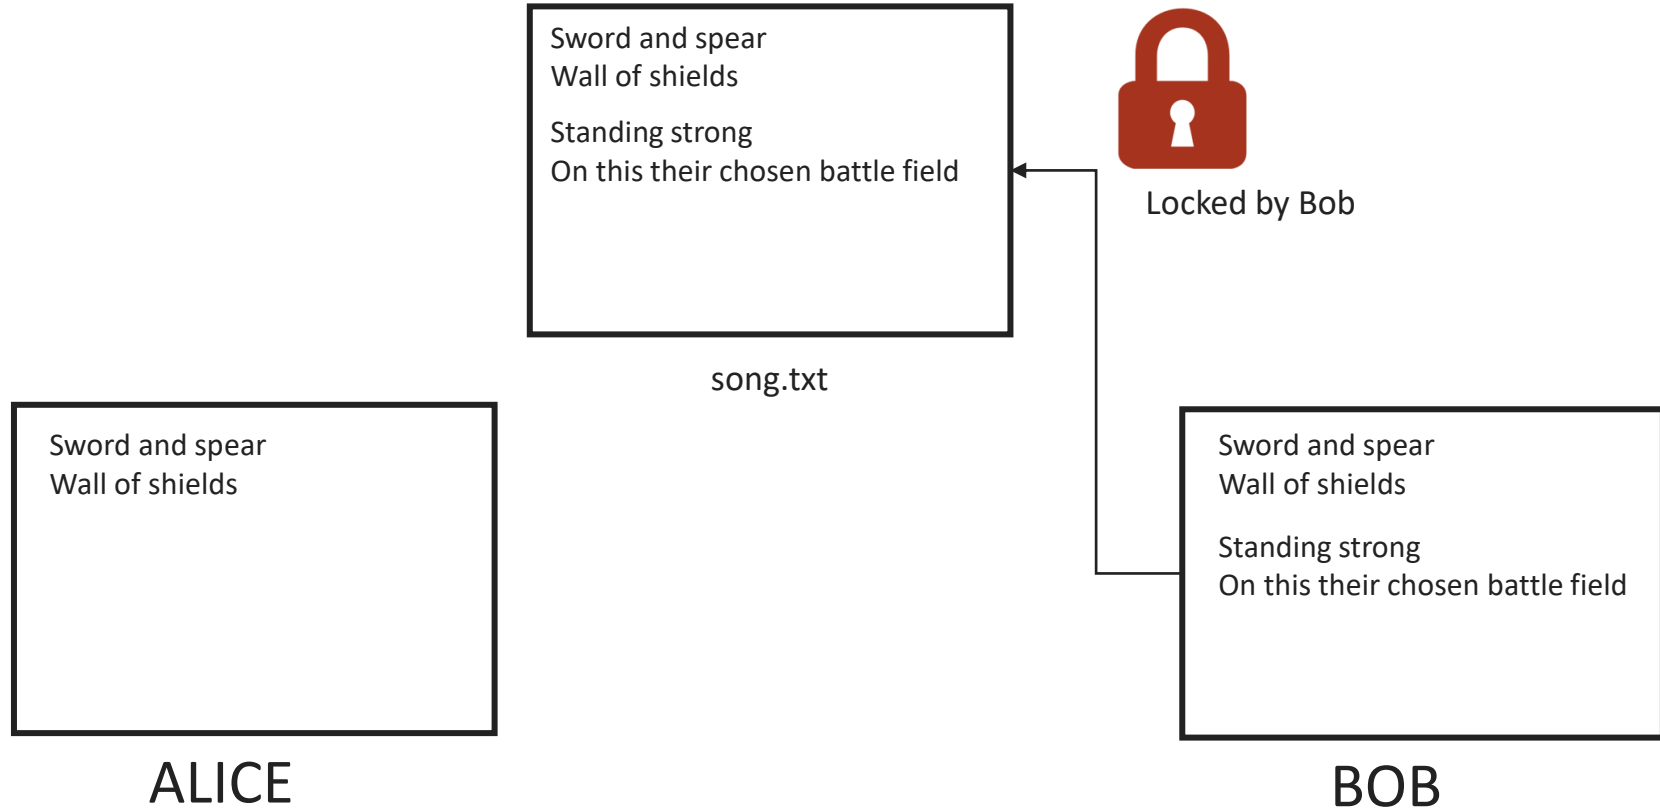 Sword and spear
Wall of shields
Standing strong
On this their chosen battle field
Locked by Bob
song.txt
Sword and spear
Wall of shields
ALICE
Sword and spear
Wall of shields
Standing strong
On this their chosen battle field
BOB